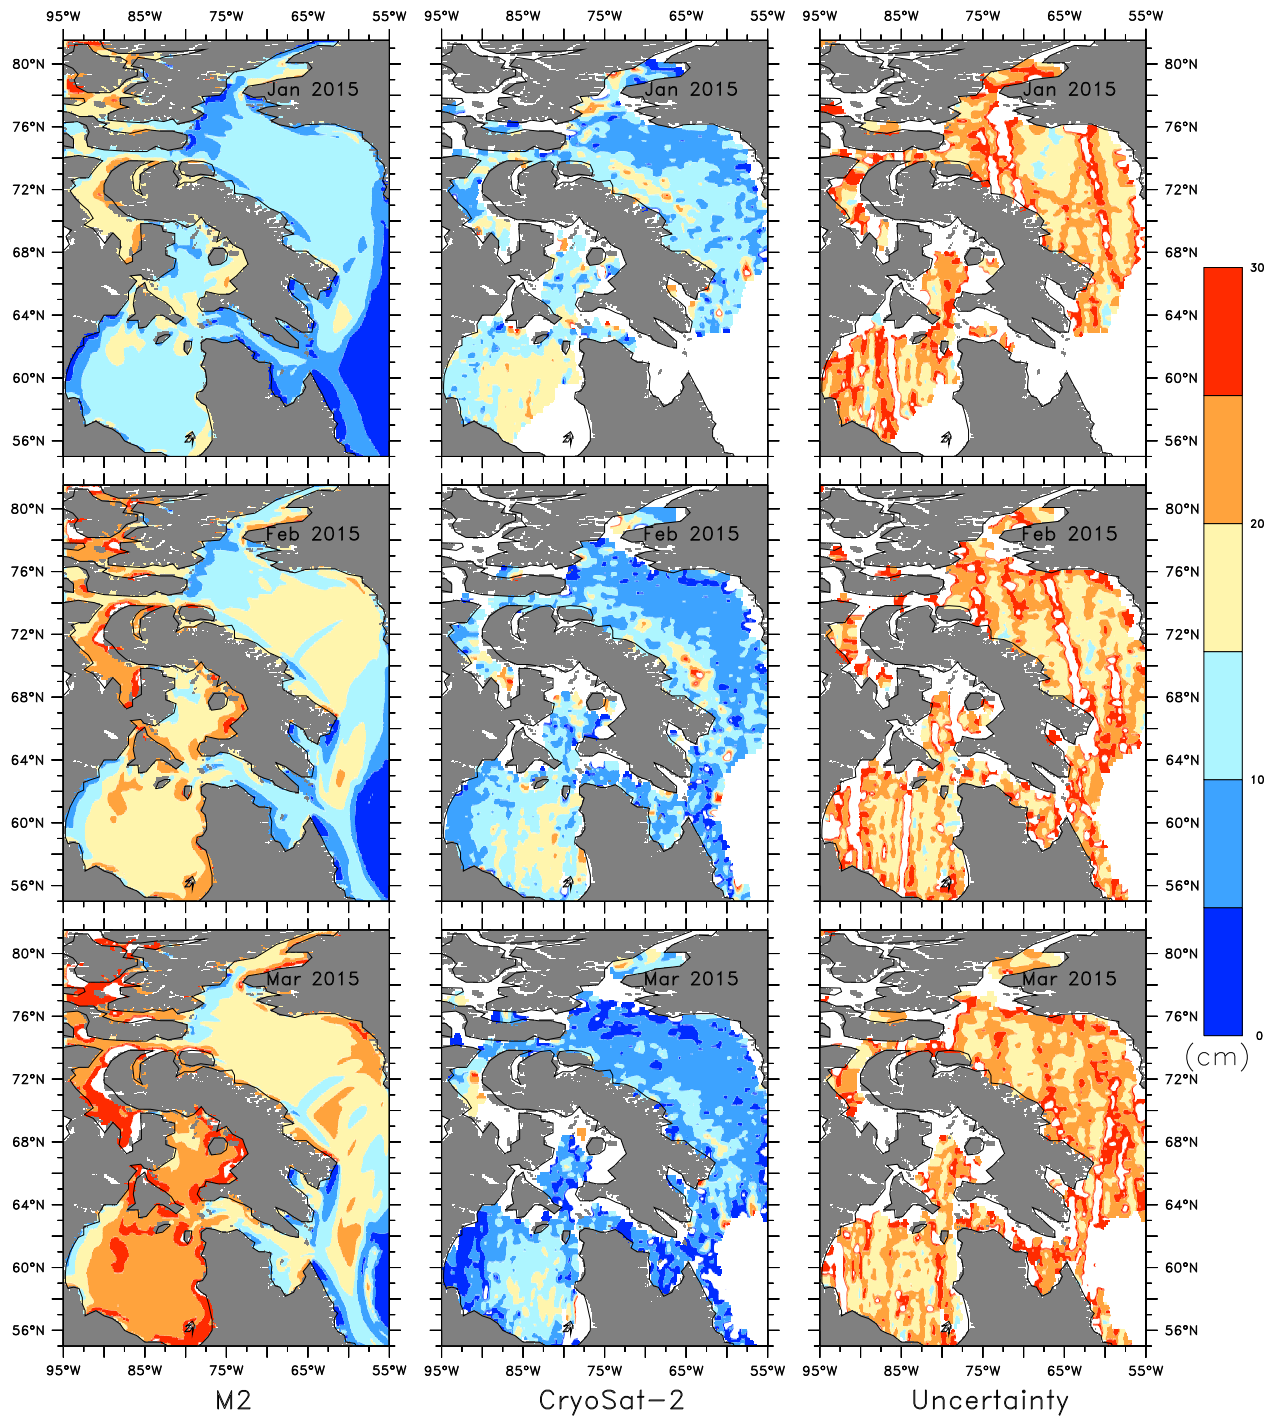 95°W 85°W 75°W 65°W 55°W 95°W 85°W 75°W 65°W 55°W 95°W 85°W 75°W 65°W 55°W
80°N 80°N
Jan 2015 Jan 2015 Jan 2015
76°N 76°N
72°N 72°N
68°N 68°N
64°N 64°N
60°N 60°N
56°N 56°N
80°N 80°N
Feb 2015 Feb 2015 Feb 2015
76°N 76°N
72°N 72°N
68°N 68°N
64°N 64°N
60°N 60°N
56°N 56°N
80°N 80°N
Mar 2015 Mar 2015 Mar 2015
76°N 76°N
72°N 72°N
68°N 68°N
64°N 64°N
60°N 60°N
56°N 56°N
95°W 85°W 75°W 65°W 55°W 95°W 85°W 75°W 65°W 55°W 95°W 85°W 75°W 65°W 55°W
M2 CryoSat-2 Uncertainty
30
20
10
0
(cm)